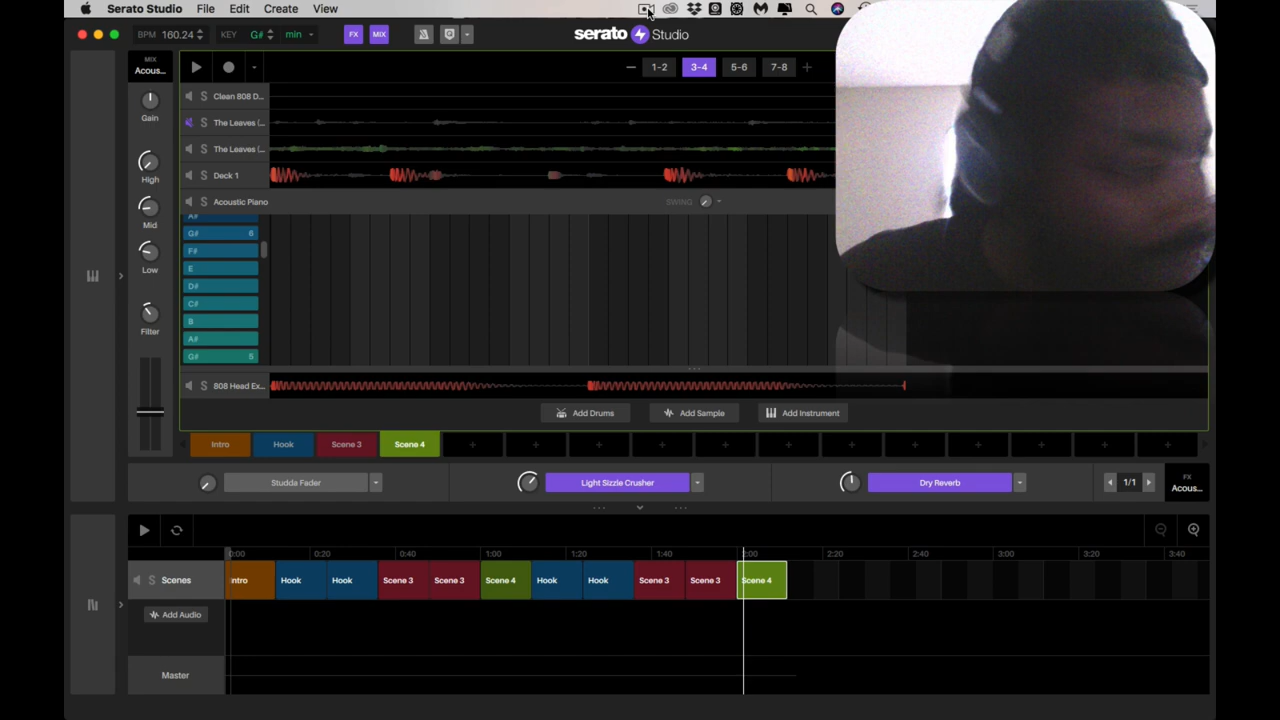 Serato Studio File Edit Create View
BPM 160.24 KEY G# min FX MIX serato Studio
MIX
Acous...
1-2 3-4 5-6 7-8
Gain
High
Mid
Low
Filter
Clean 808 D...
The Leaves (...
The Leaves (...
Deck 1
Acoustic Piano SWING
A#
G# 6
F#
E
D#
C#
B
A#
G# 5
S 808 Head Ex...
Add Drums Add Sample Add Instrument
Intro Hook Scene 3 Scene 4
Studda Fader Light Sizzle Crusher Dry Reverb 1/1 FX
Acous...
0:00 0:20 0:40 1:00 1:20 1:40 2:00 2:20 2:40 3:00 3:20 3:40
S Scenes Intro Hook Hook Scene 3 Scene 3 Scene 4 Hook Hook Scene 3 Scene 3 Scene 4
Add Audio
Master